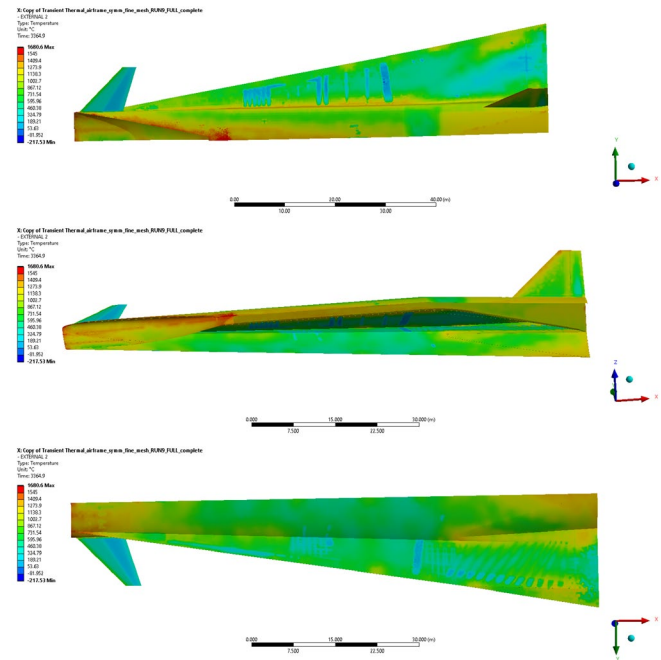 X: Copy of Transient Thermal_airframe_symm_fine_mesh_RUN9_FULL_complete
- EXTERNAL 2
Type: Temperature
Unit: °C
Time: 3364.9
1680.6 Max
1545
1409.4
1273.9
1138.3
1002.7
867.12
731.54
595.96
460.38
324.79
189.21
53.63
-81.952
-217.53 Min
Y
X
0.00
20.00
40.00 (m)
10.00
30.00
X: Copy of Transient Thermal_airframe_symm_fine_mesh_RUN9_FULL_complete
- EXTERNAL 2
Type: Temperature
Unit: °C
Time: 3364.9
1680.6 Max
1545
1409.4
1273.9
1138.3
1002.7
867.12
731.54
595.96
460.38
324.79
189.21
53.63
-81.952
-217.53 Min
Z
X
0.000
15.000
30.000 (m)
7.500
22.500
X: Copy of Transient Thermal_airframe_symm_fine_mesh_RUN9_FULL_complete
- EXTERNAL 2
Type: Temperature
Unit: °C
Time: 3364.9
1680.6 Max
1545
1409.4
1273.9
1138.3
1002.7
867.12
731.54
595.96
460.38
324.79
189.21
53.63
-81.952
-217.53 Min
X
Y
0.000
15.000
30.000 (m)
7.500
22.500